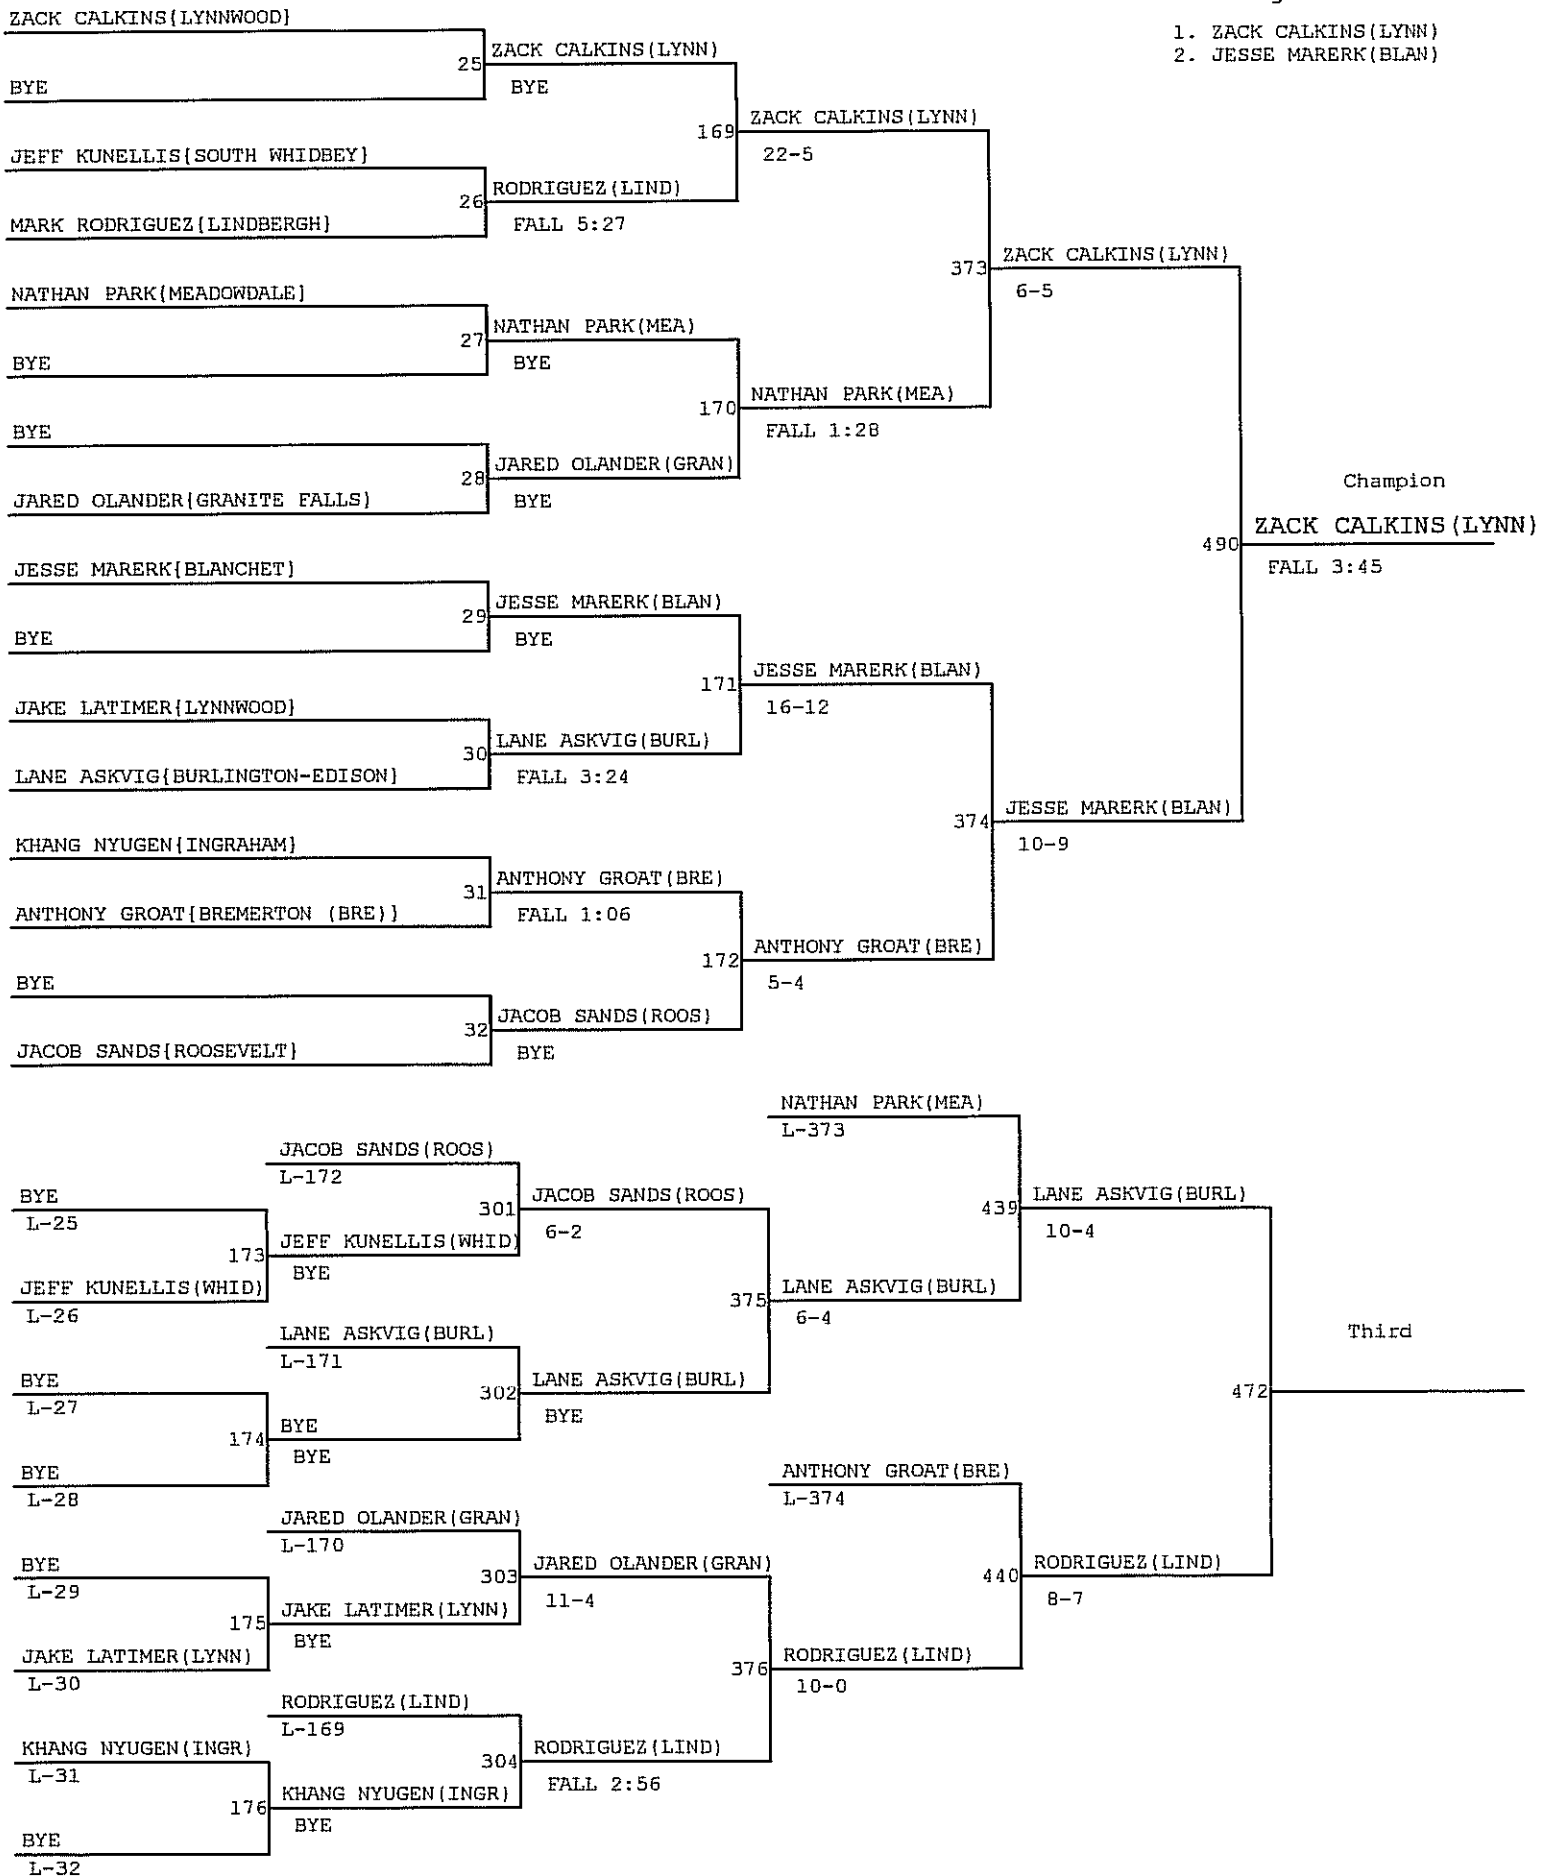 1. ZACK CALKINS(LYNN)
2. JESSE MARERK(BLAN)
ZACK CALKINS{LYNNWOOD}
25
ZACK CALKINS(LYNN)
BYE
BYE
169
ZACK CALKINS(LYNN)
22-5
JEFF KUNELLIS{SOUTH WHIDBEY}
26
RODRIGUEZ(LIND)
FALL 5:27
MARK RODRIGUEZ{LINDBERGH}
373
ZACK CALKINS(LYNN)
6-5
NATHAN PARK{MEADOWDALE}
27
NATHAN PARK(MEA)
BYE
BYE
170
NATHAN PARK(MEA)
FALL 1:28
BYE
28
JARED OLANDER(GRAN)
BYE
JARED OLANDER{GRANITE FALLS}
Champion
490
ZACK CALKINS(LYNN)
FALL 3:45
JESSE MARERK{BLANCHET}
29
JESSE MARERK(BLAN)
BYE
BYE
171
JESSE MARERK(BLAN)
16-12
JAKE LATIMER{LYNNWOOD}
30
LANE ASKVIG(BURL)
FALL 3:24
LANE ASKVIG{BURLINGTON-EDISON}
374
JESSE MARERK(BLAN)
10-9
KHANG NYUGEN{INGRAHAM}
31
ANTHONY GROAT(BRE)
FALL 1:06
ANTHONY GROAT{BREMERTON (BRE)}
172
ANTHONY GROAT(BRE)
5-4
BYE
32
JACOB SANDS(ROOS)
BYE
JACOB SANDS{ROOSEVELT}
NATHAN PARK(MEA)
L-373
JACOB SANDS(ROOS)
L-172
BYE
L-25
301
JACOB SANDS(ROOS)
6-2
439
LANE ASKVIG(BURL)
10-4
173
JEFF KUNELLIS(WHID)
BYE
JEFF KUNELLIS(WHID)
L-26
375
LANE ASKVIG(BURL)
6-4
LANE ASKVIG(BURL)
L-171
Third
BYE
L-27
302
LANE ASKVIG(BURL)
BYE
472
174
BYE
BYE
BYE
L-28
ANTHONY GROAT(BRE)
L-374
JARED OLANDER(GRAN)
L-170
BYE
L-29
303
JARED OLANDER(GRAN)
11-4
440
RODRIGUEZ(LIND)
8-7
175
JAKE LATIMER(LYNN)
BYE
JAKE LATIMER(LYNN)
L-30
376
RODRIGUEZ(LIND)
10-0
RODRIGUEZ(LIND)
L-169
KHANG NYUGEN(INGR)
L-31
304
RODRIGUEZ(LIND)
FALL 2:56
176
KHANG NYUGEN(INGR)
BYE
BYE
L-32